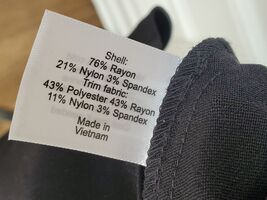 Shell:
76% Rayon
21% Nylon 3% Spandex
Trim fabric:
43% Polyester 43% Rayon
11% Nylon 3% Spandex
Made in
Vietnam